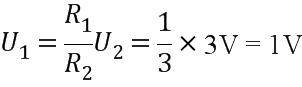 U₁ = R₁/R₂ U₂ = 1/3 × 3V = 1V